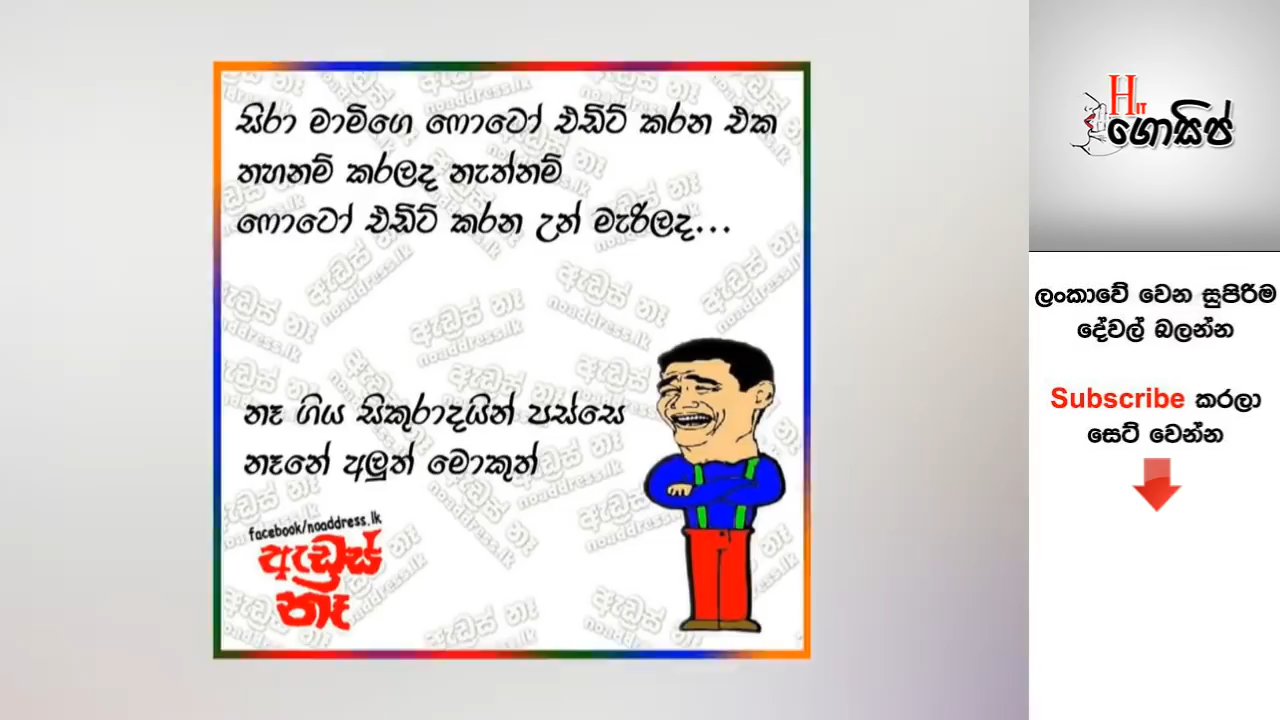 සිරා මාමිගෙ ෆොටෝ එඩිට් කරන එක
තහනම් කරලද නැත්නම්
ෆොටෝ එඩිට් කරන උන් මැරිලද...
නෑ ගිය සිකුරාදයින් පස්සෙ
නෑනේ අලුත් මොකුත්
facebook/noaddress.lk
ඇඩ්‍රස්
නෑ
HIT
ගොසිප්
ලංකාවේ වෙන සුපිරිම
දේවල් බලන්න
Subscribe කරලා
සෙට් වෙන්න